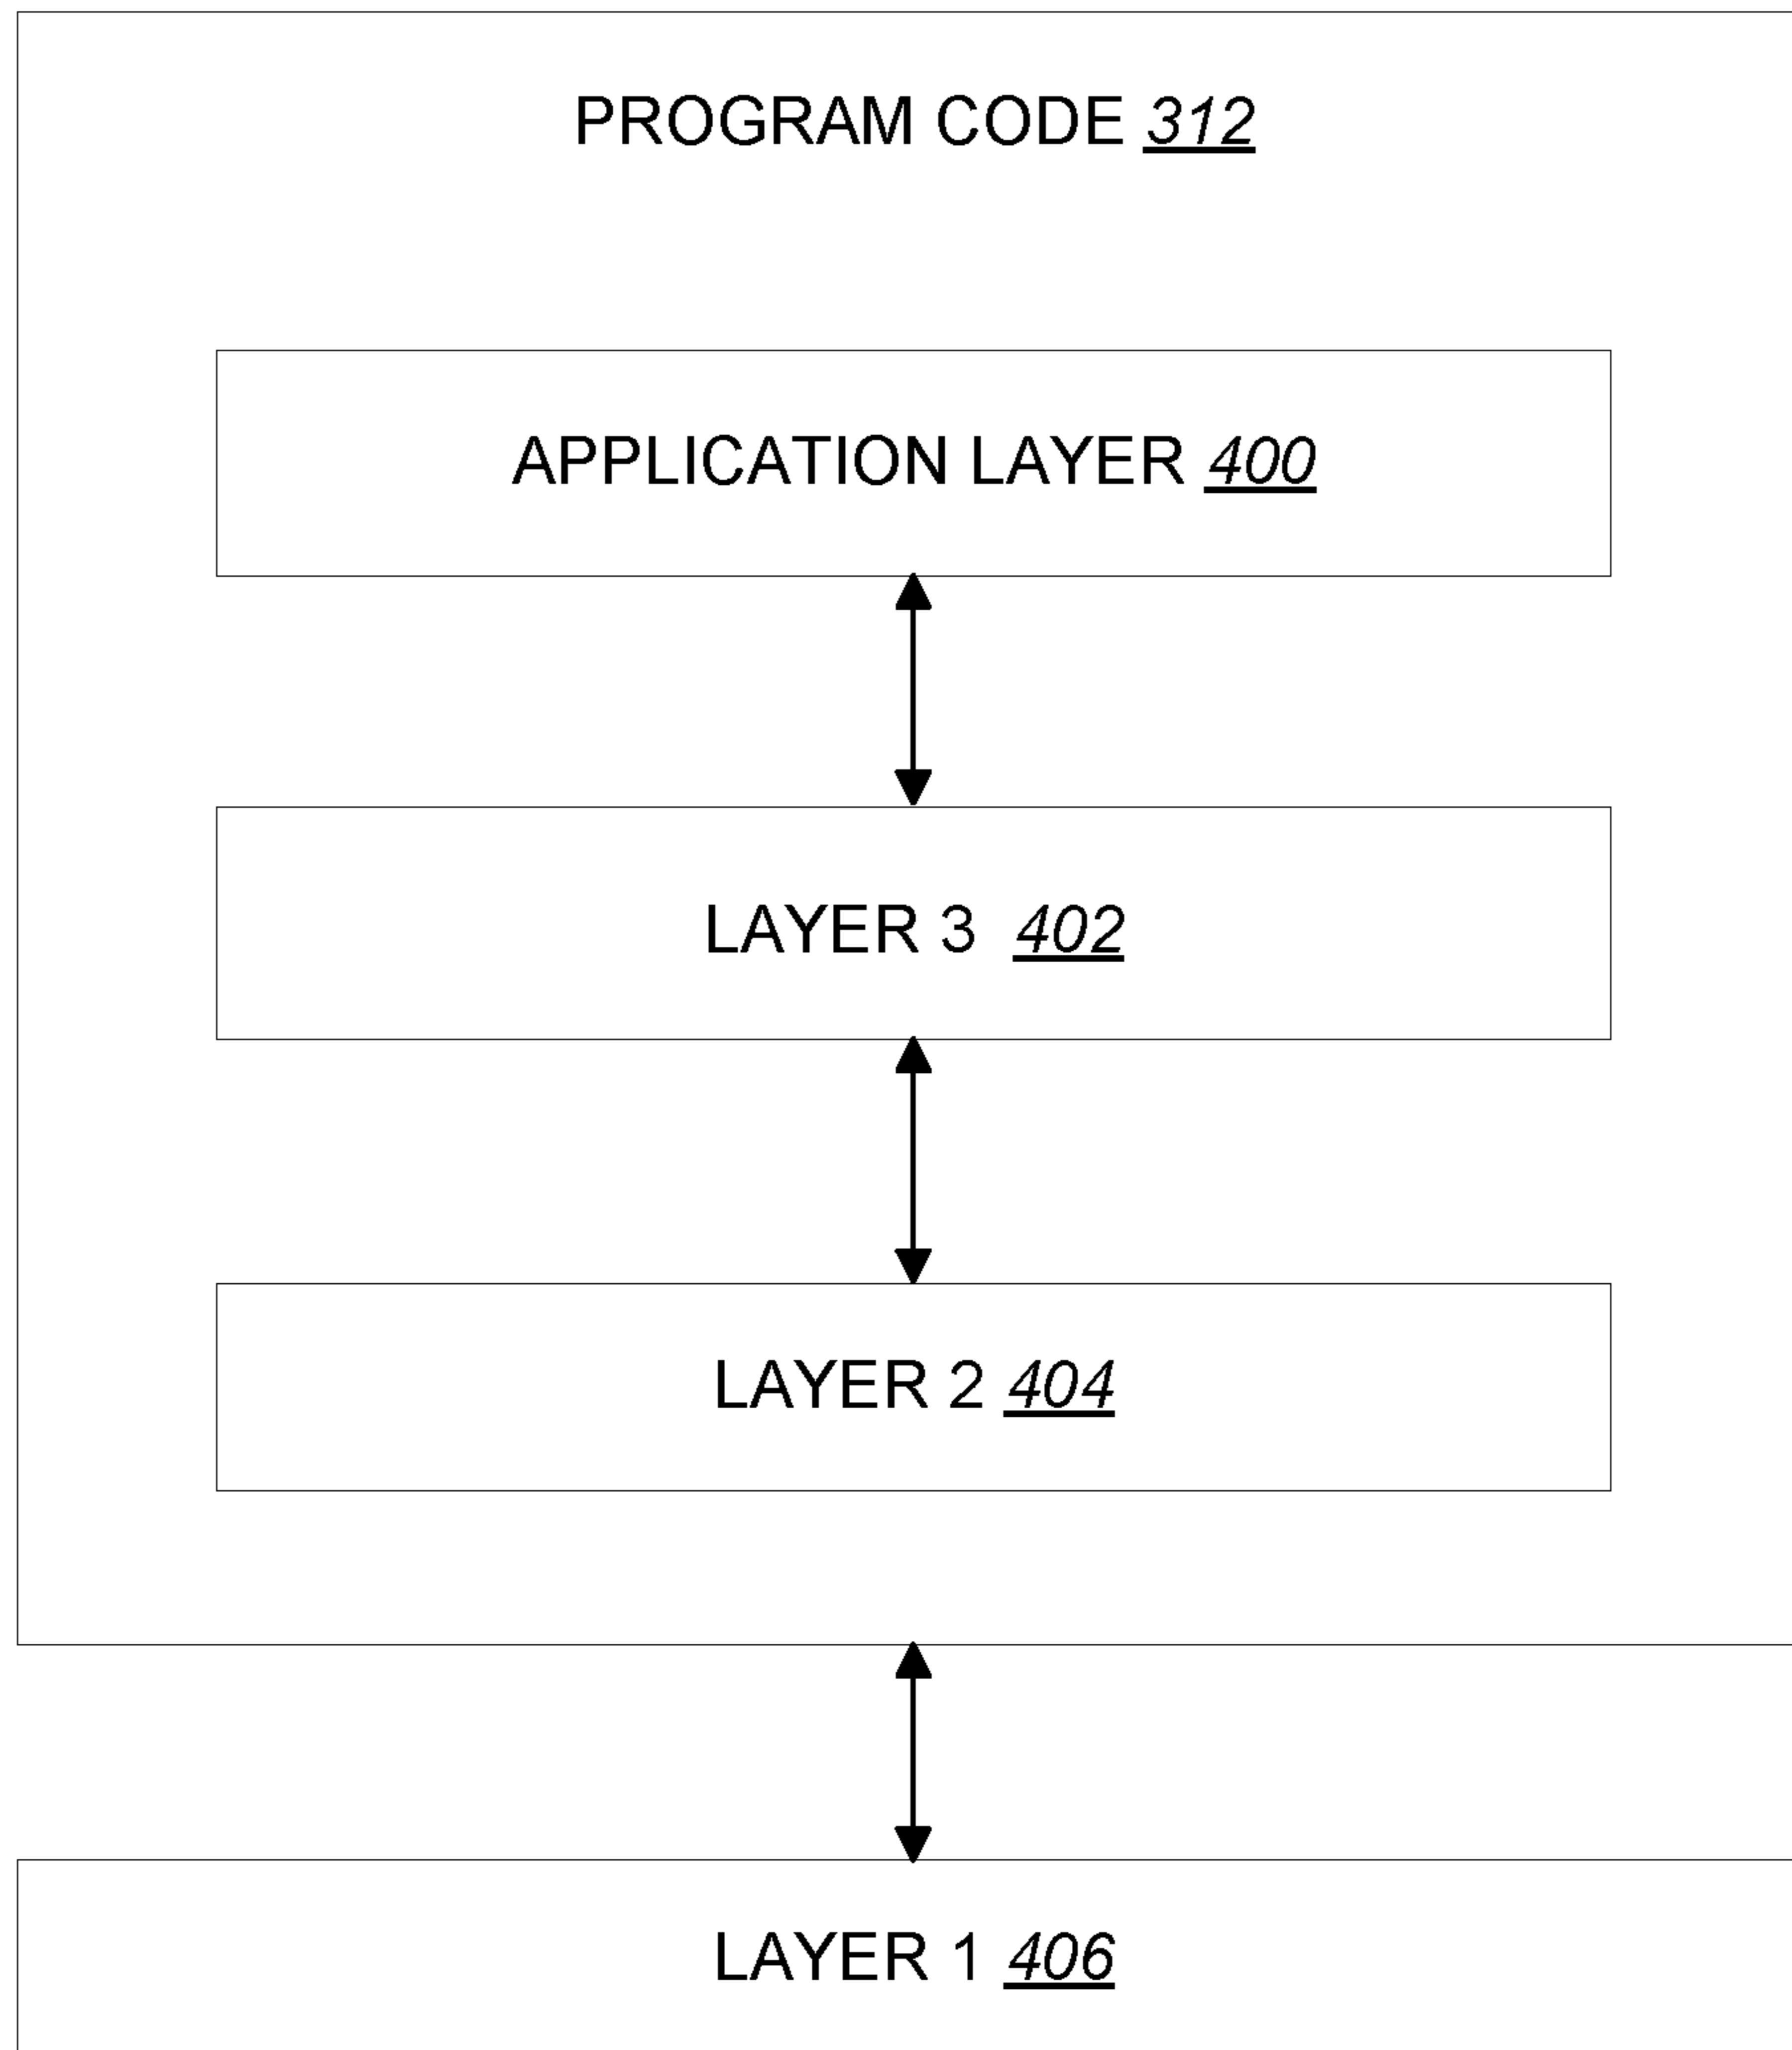 PROGRAM CODE 312
APPLICATION LAYER 400
LAYER 3 402
LAYER 2 404
LAYER 1 406